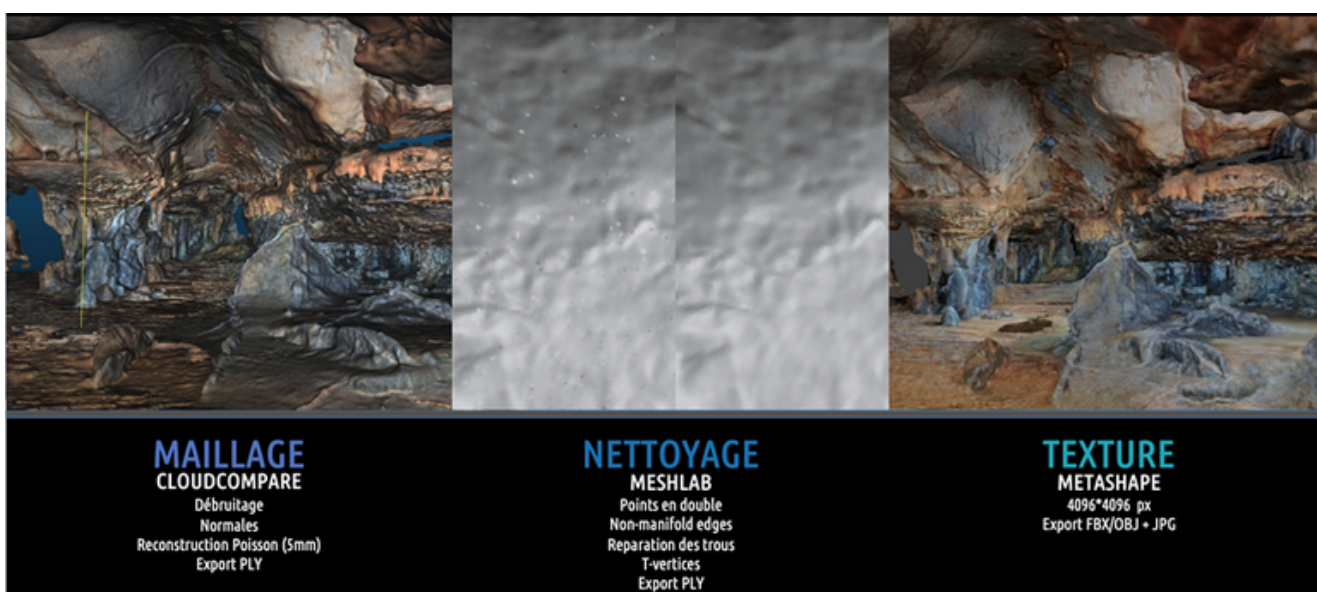 MAILLAGE
CLOUDCOMPARE
Débruitage
Normales
Reconstruction Poisson (5mm)
Export PLY
NETTOYAGE
MESHLAB
Points en double
Non-manifold edges
Reparation des trous
T-vertices
Export PLY
TEXTURE
METASHAPE
4096*4096 px
Export FBX/OBJ + JPG